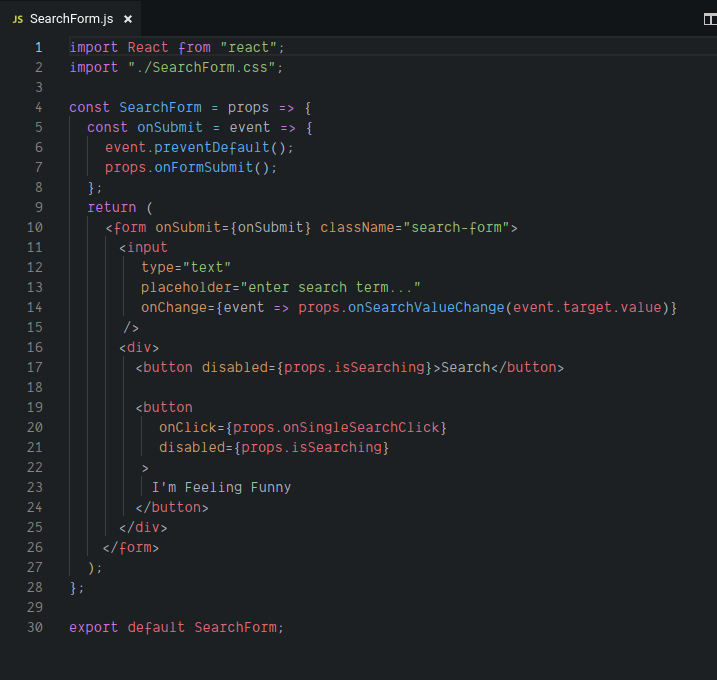 JS SearchForm.js ×
1 import React from "react";
2 import "./SearchForm.css";
3
4 const SearchForm = props => {
5   const onSubmit = event => {
6     event.preventDefault();
7     props.onFormSubmit();
8   };
9   return (
10     <form onSubmit={onSubmit} className="search-form">
11       <input
12         type="text"
13         placeholder="enter search term..."
14         onChange={event => props.onSearchValueChange(event.target.value)}
15       />
16       <div>
17         <button disabled={props.isSearching}>Search</button>
18
19         <button
20           onClick={props.onSingleSearchClick}
21           disabled={props.isSearching}
22         >
23           I'm Feeling Funny
24         </button>
25       </div>
26     </form>
27   );
28 };
29
30 export default SearchForm;